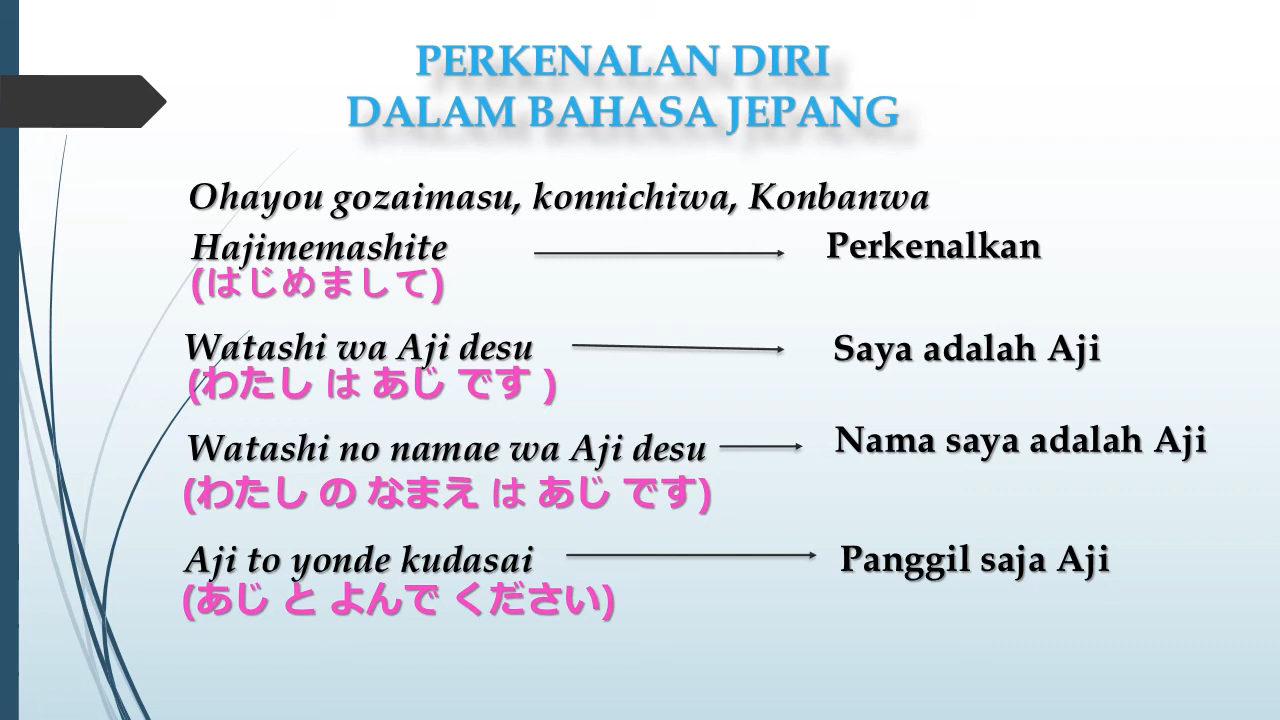 PERKENALAN DIRI
DALAM BAHASA JEPANG
Ohayou gozaimasu, konnichiwa, Konbanwa
Hajimemashite Perkenalkan
(はじめまして)
Watashi wa Aji desu Saya adalah Aji
(わたし は あじ です )
Watashi no namae wa Aji desu Nama saya adalah Aji
(わたし の なまえ は あじ です)
Aji to yonde kudasai Panggil saja Aji
(あじ と よんで ください)